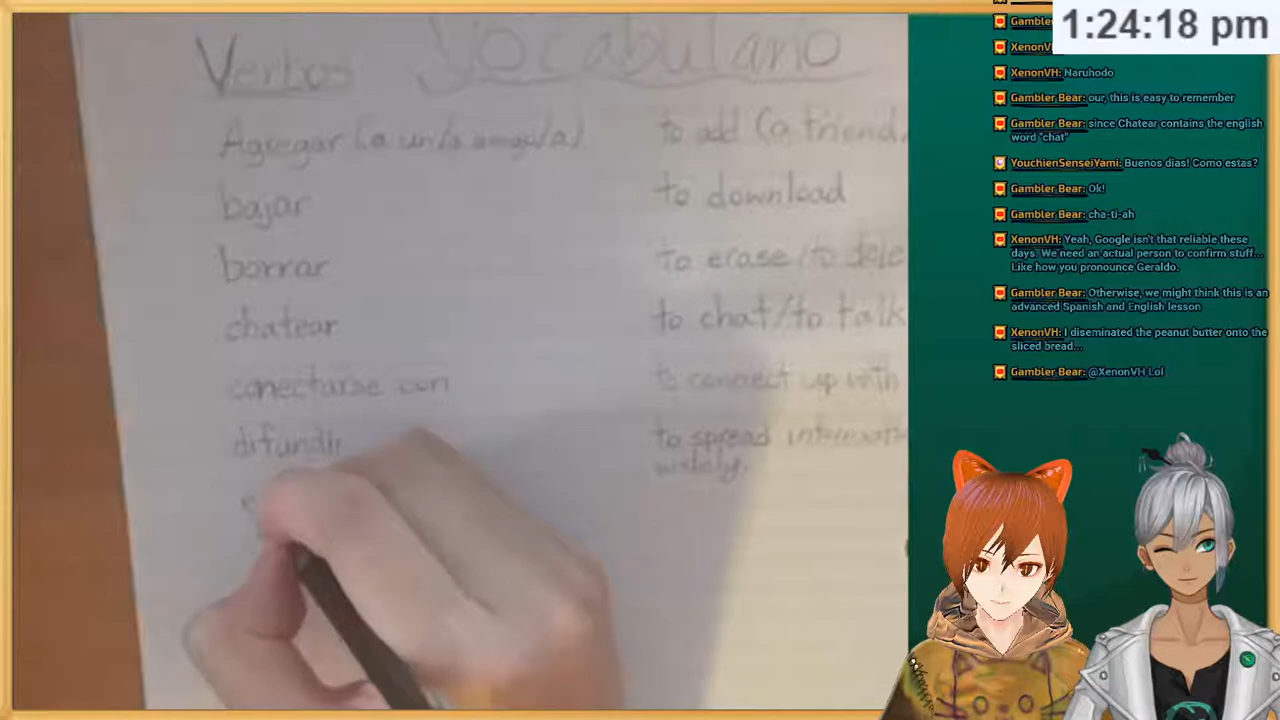 1:24:18 pm
Verbos Vocabulario
Agregar (a un/a amigo/a) to add (a friend,
bajar to download
borrar to erase/to dele
chatear to chat/to talk
conectarse con to connect up with
difundir to spread informati
widely.
XenonVH: Naruhodo
Gambler Bear: our, this is easy to remember
Gambler Bear: since Chatear contains the english
word "chat"
YouchienSenseiYami: Buenos dias! Como estas?
Gambler Bear: Ok!
Gambler Bear: cha-ti-ah
XenonVH: Yeah, Google isn't that reliable these
days. We need an actual person to confirm stuff...
Like how you pronounce Geraldo.
Gambler Bear: Otherwise, we might think this is an
advanced Spanish and English lesson
XenonVH: I diseminated the peanut butter onto the
sliced bread...
Gambler Bear: @XenonVH Lol